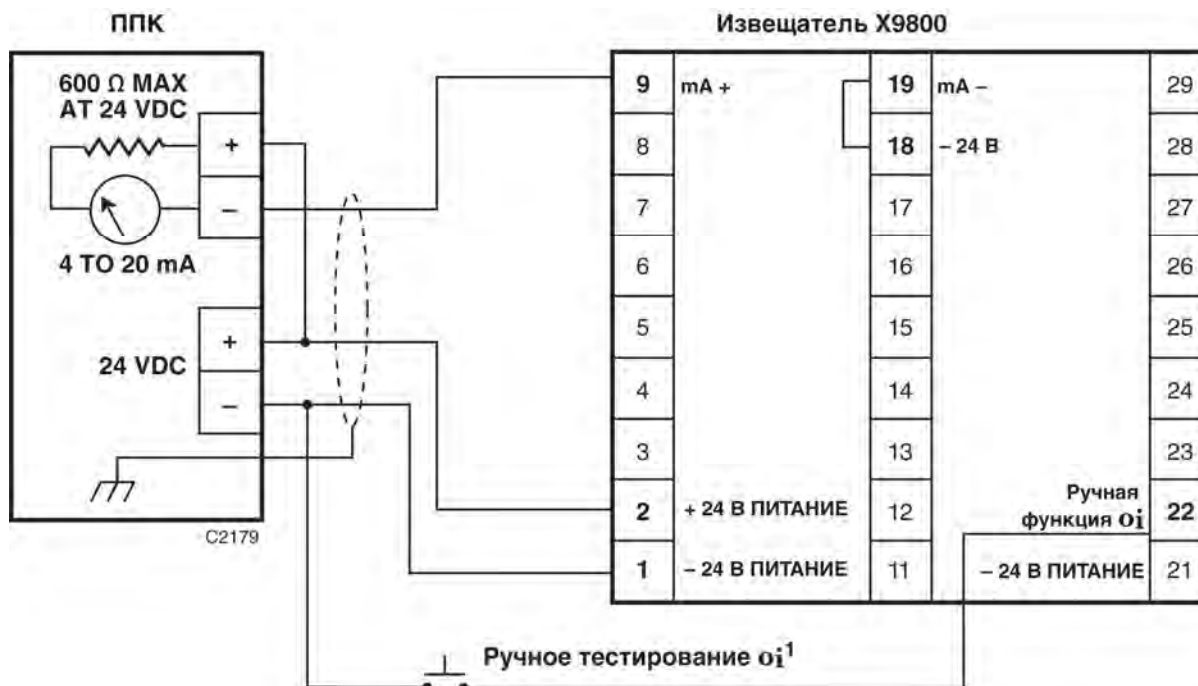 ППК
Извещатель X9800
600 Ω MAX
AT 24 VDC
+
–
4 TO 20 mA
24 VDC
+
–
C2179
9 mA + 19 mA – 29
8 18 – 24 В 28
7 17 27
6 16 26
5 15 25
4 14 24
3 13 23
2 + 24 В ПИТАНИЕ 12 Ручная функция oi 22
1 – 24 В ПИТАНИЕ 11 – 24 В ПИТАНИЕ 21
Ручное тестирование oi¹